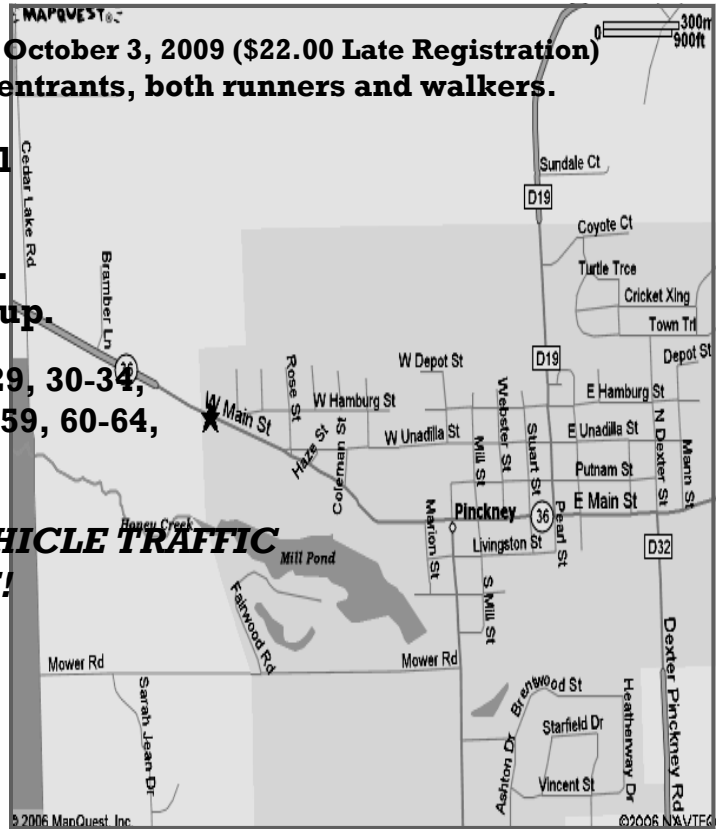 MAPQUEST
300m
0
900ft
October 3, 2009 ($22.00 Late Registration)
entrants, both runners and walkers.
Cedar Lake Rd
Sundale Ct
D19
Coyote Ct
Turtle Trce
Cricket Xing
Town Trl
Bramber Ln
up.
36
29, 30-34,
59, 60-64,
W Depot St
D19
Depot St
Rose St
W Hamburg St
E Hamburg St
W Main St
Haze St
Coleman St
W Unadilla St
Mill St
Webster St
Stuart St
E Unadilla St
N Dexter St
Mann St
Putnam St
E Main St
Marion St
Pinckney
36
Pearl St
Livingston St
D32
Honey Creek
HICLE TRAFFIC
Mill Pond
S Mill St
Fairwood Rd
Mower Rd
Mower Rd
Sarah Jean Dr
Dexter Pinckney Rd
Brentwood St
Heatherway Dr
Starfield Dr
Ashton Dr
Vincent St
© 2006 MapQuest, Inc.
©2006 NAVTEQ